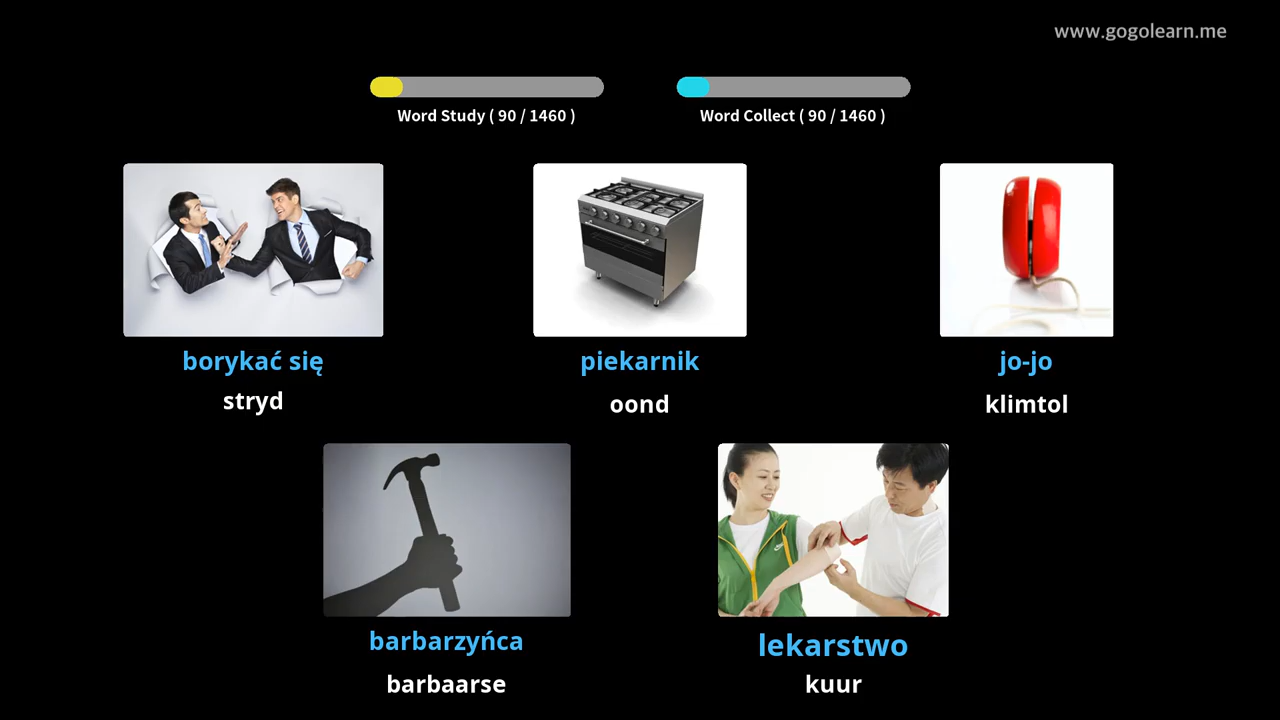 www.gogolearn.me
Word Study ( 90 / 1460 )
Word Collect ( 90 / 1460 )
borykać się
piekarnik
jo-jo
stryd
oond
klimtol
barbarzyńca
lekarstwo
barbaarse
kuur